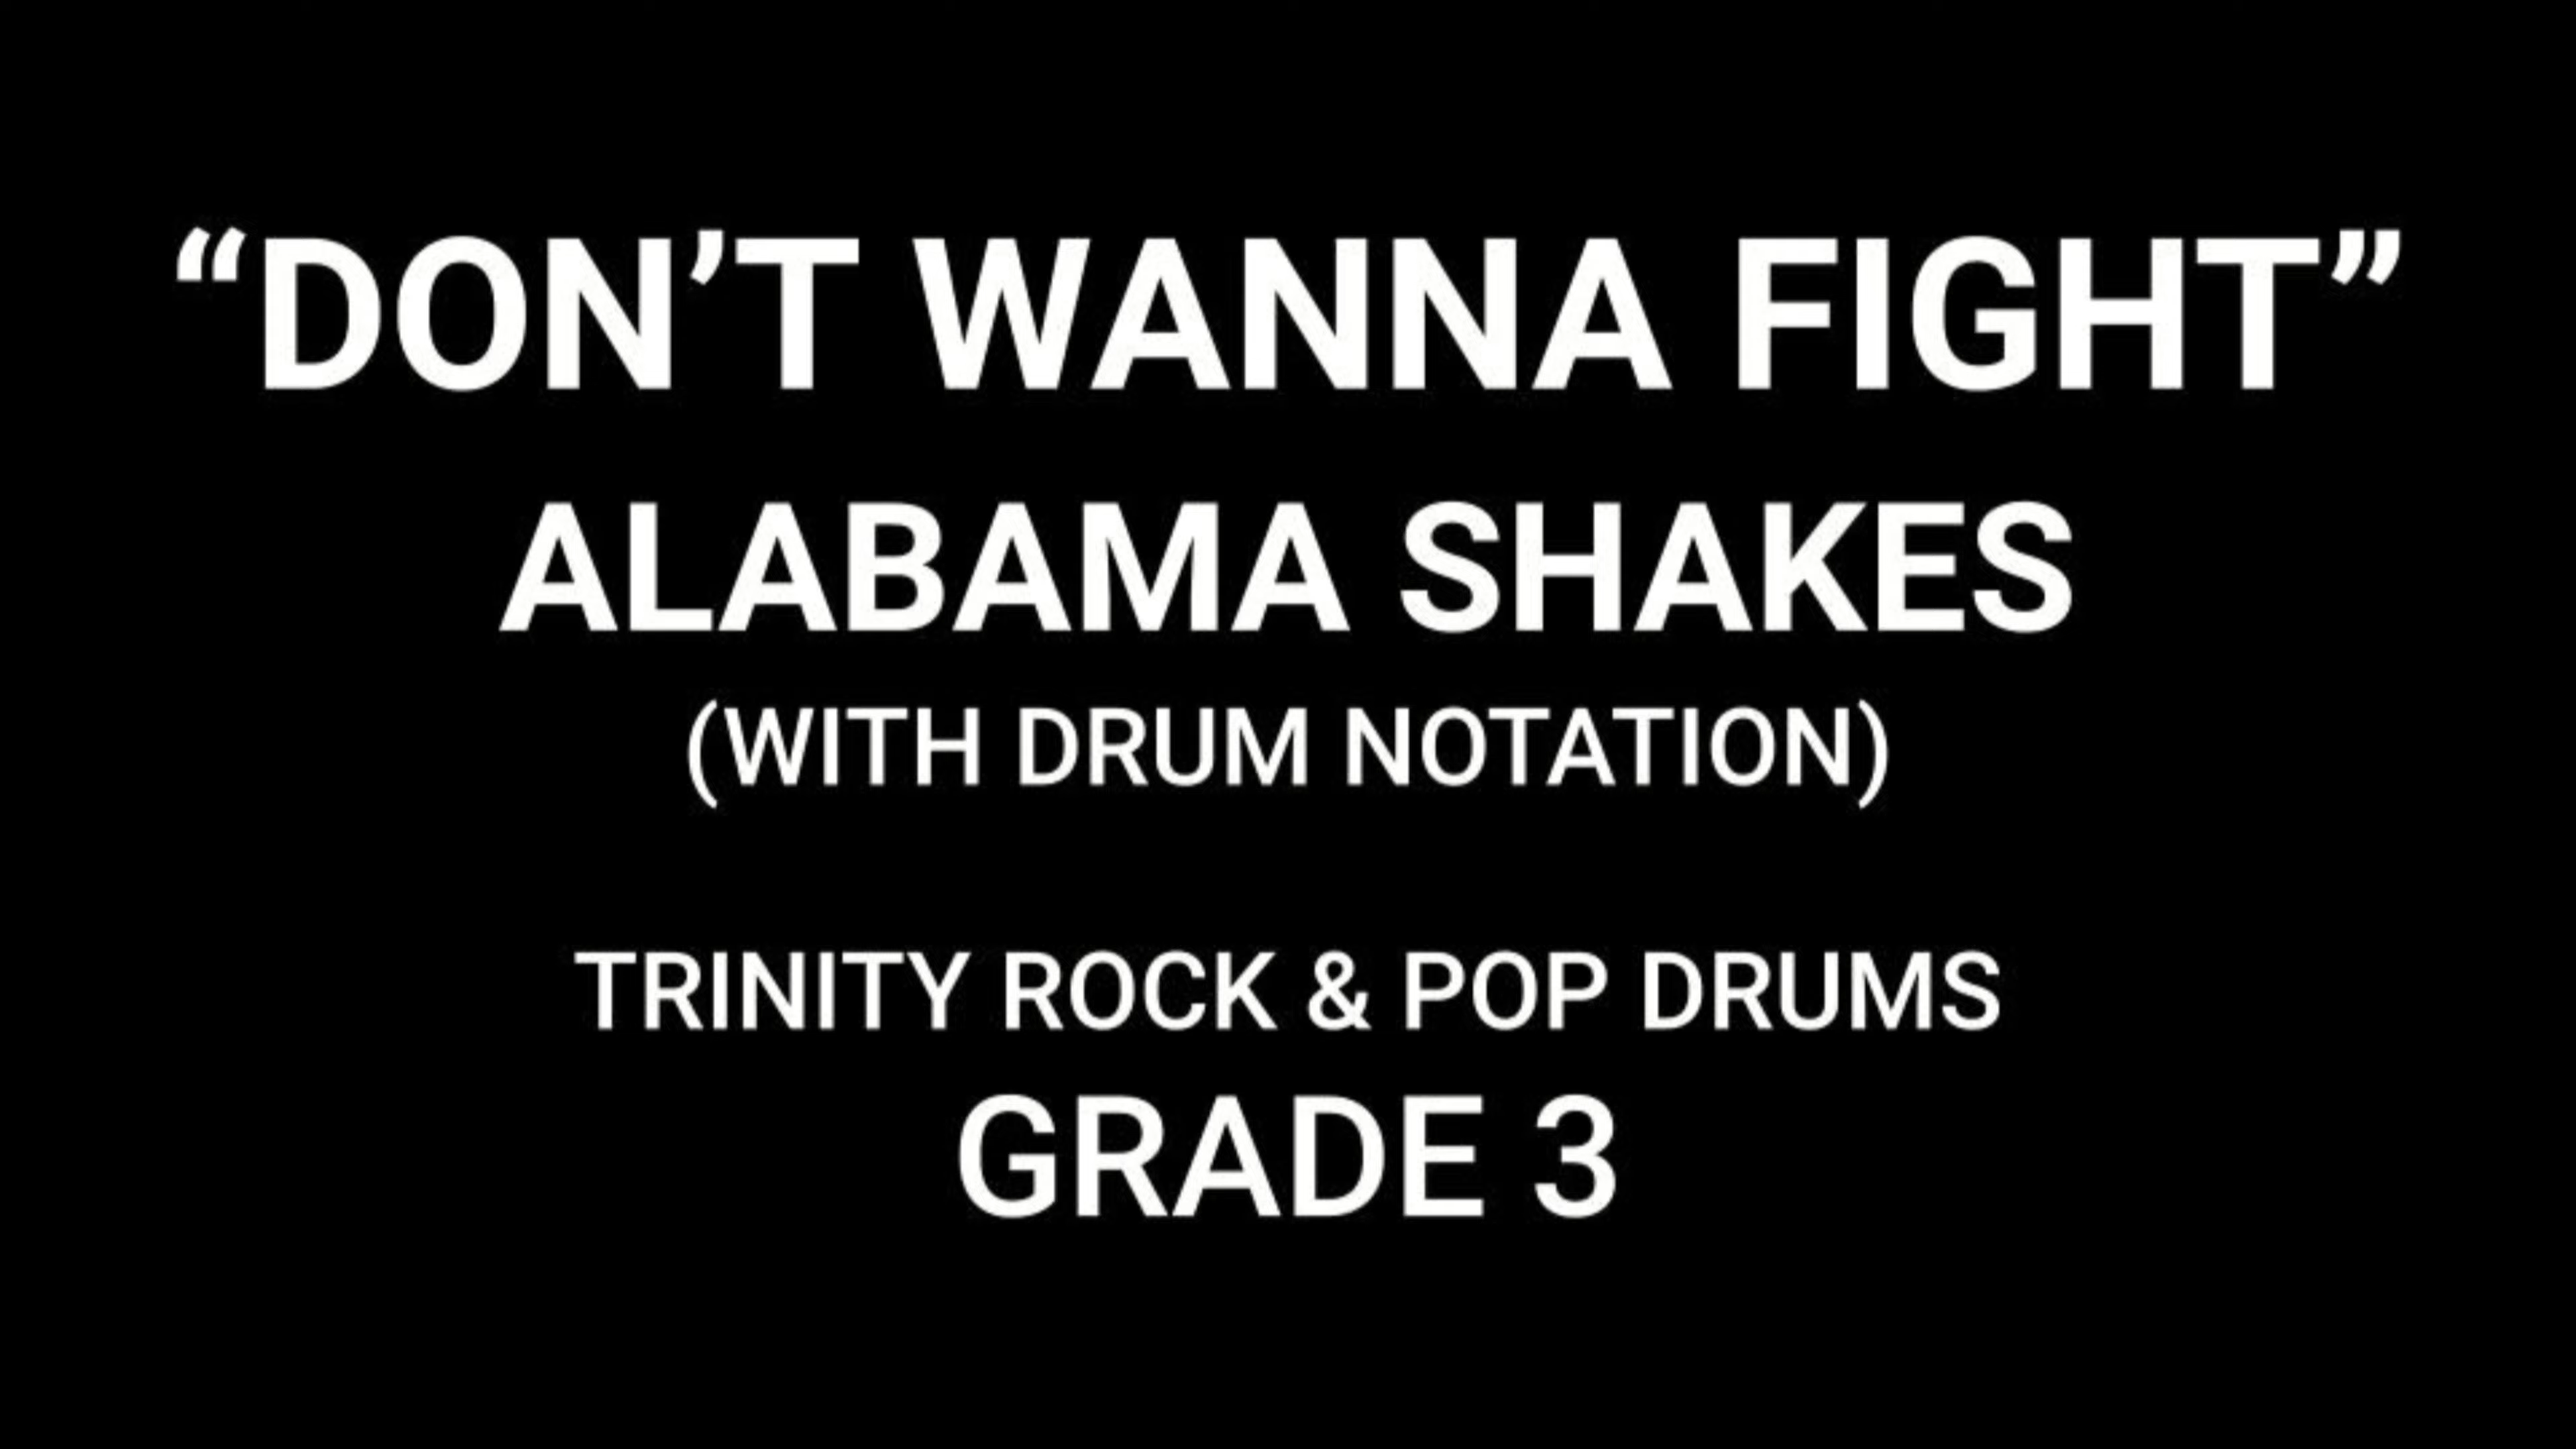 “DON’T WANNA FIGHT”
ALABAMA SHAKES
(WITH DRUM NOTATION)
TRINITY ROCK & POP DRUMS
GRADE 3